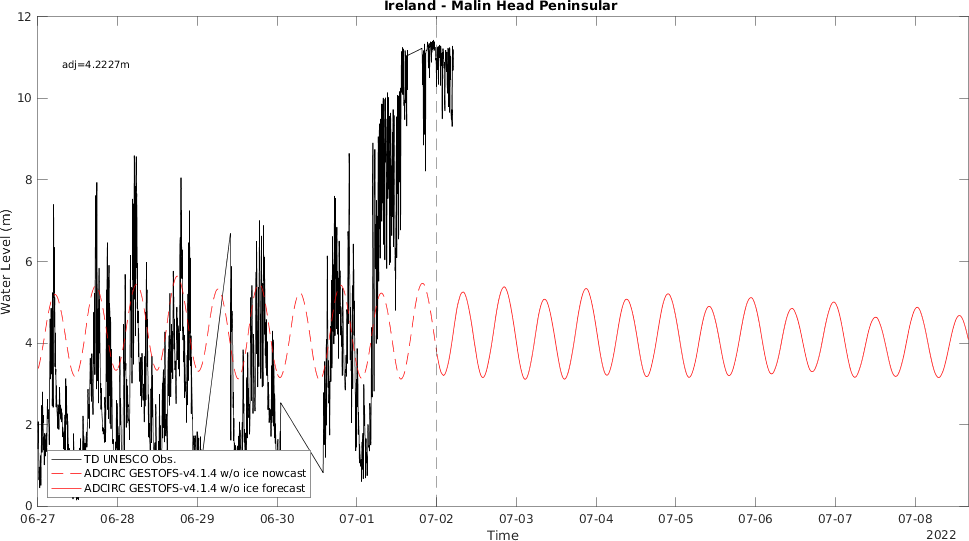 Ireland - Malin Head Peninsular
adj=4.2227m
Water Level (m)
12
10
8
6
4
2
0
TD UNESCO Obs.
ADCIRC GESTOFS-v4.1.4 w/o ice nowcast
ADCIRC GESTOFS-v4.1.4 w/o ice forecast
06-27 06-28 06-29 06-30 07-01 07-02 07-03 07-04 07-05 07-06 07-07 07-08
Time
2022